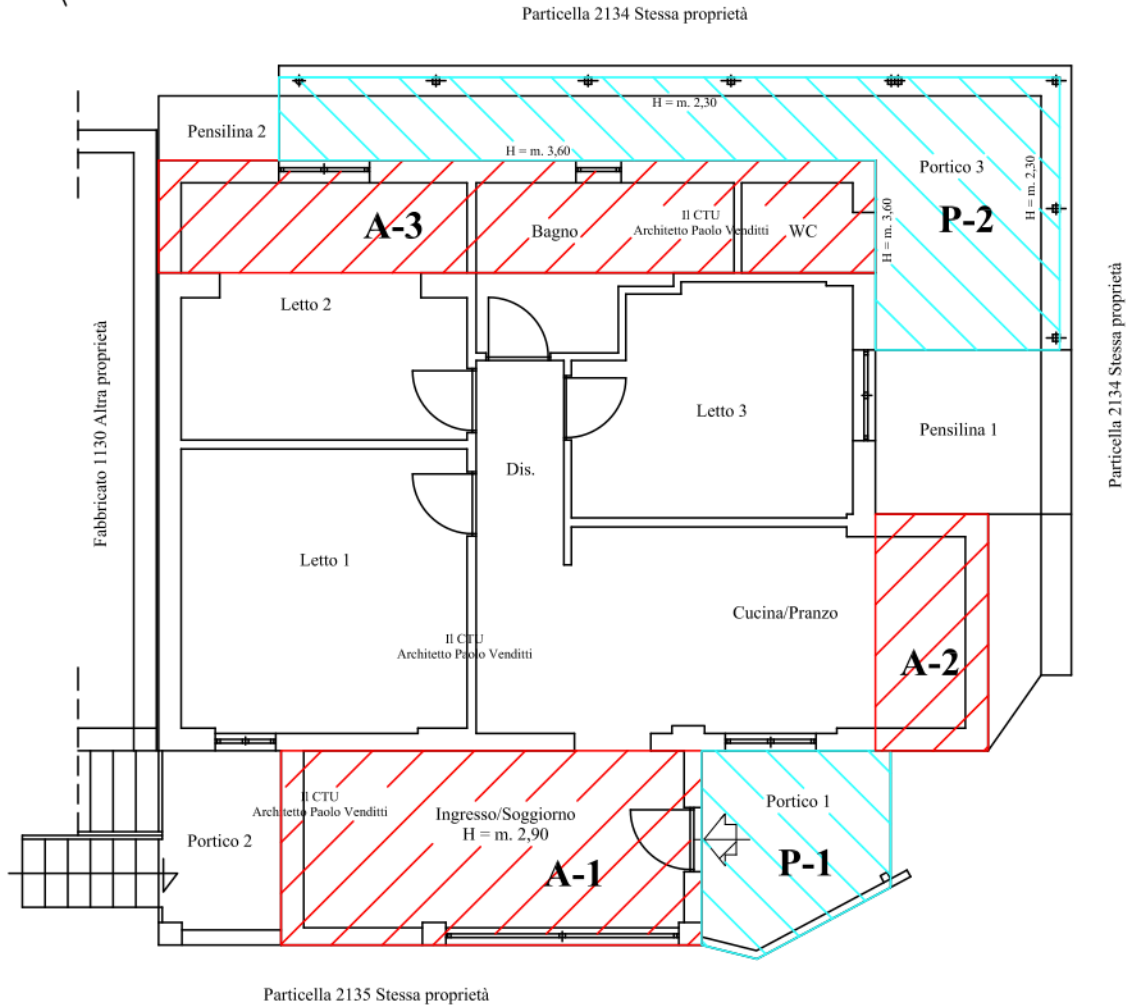 Particella 2134 Stessa proprietà
H = m. 2,30
Pensilina 2
H = m. 3,60
Portico 3
H = m. 2,30
P-2
H = m. 3,60
A-3
Bagno
Il CTU
Architetto Paolo Venditti
WC
Letto 2
Letto 3
Pensilina 1
Particella 2134 Stessa proprietà
Fabbricato 1130 Altra proprietà
Dis.
Letto 1
Cucina/Pranzo
Il CTU
Architetto Paolo Venditti
A-2
Il CTU
Architetto Paolo Venditti
Portico 2
Ingresso/Soggiorno
H = m. 2,90
A-1
Portico 1
P-1
Particella 2135 Stessa proprietà